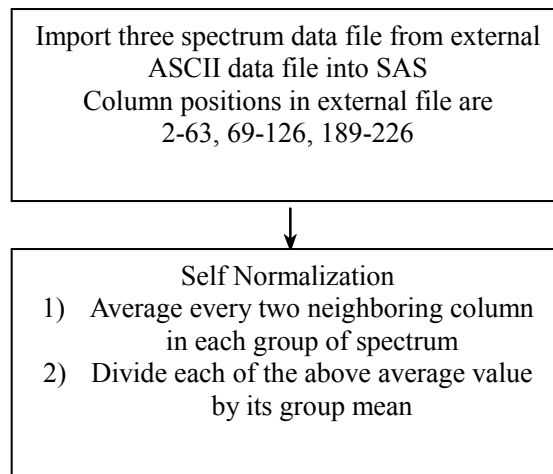 Import three spectrum data file from external
ASCII data file into SAS
Column positions in external file are
2-63, 69-126, 189-226
Self Normalization
1) Average every two neighboring column
in each group of spectrum
2) Divide each of the above average value
by its group mean